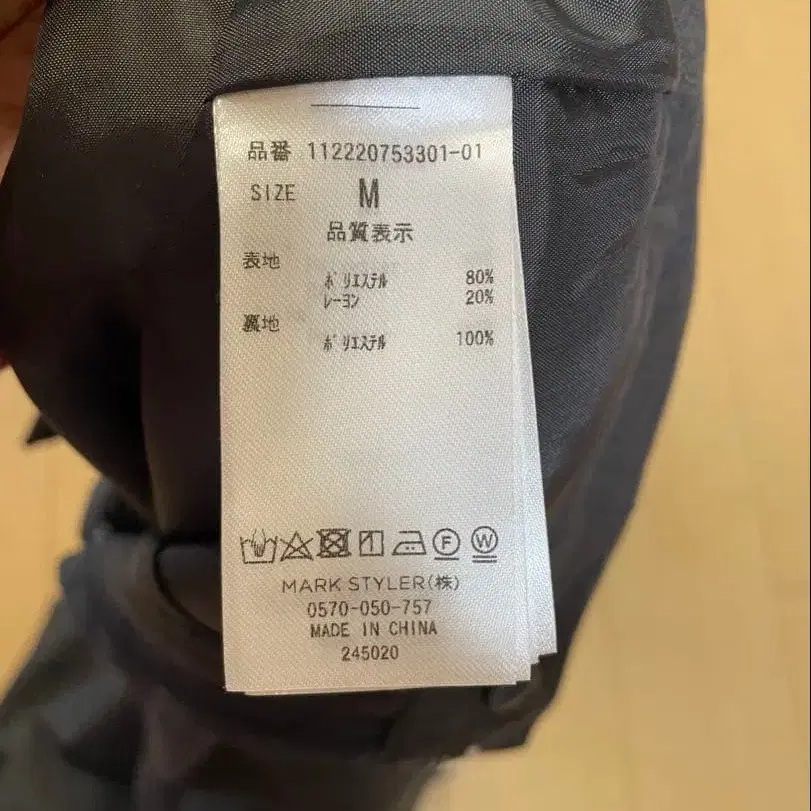 品番 112220753301-01
SIZE M
品質表示
表地
ﾎﾟﾘｴｽﾃﾙ 80%
ﾚｰﾖﾝ 20%
裏地
ﾎﾟﾘｴｽﾃﾙ 100%
F W
MARK STYLER(株)
0570-050-757
MADE IN CHINA
245020